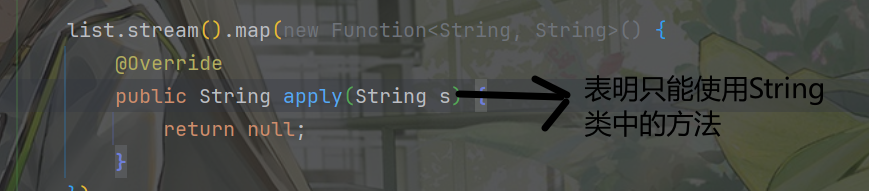 list.stream().map(new Function<String, String>() {
@Override
public String apply(String s) {
return null;
}
})
表明只能使用String
类中的方法